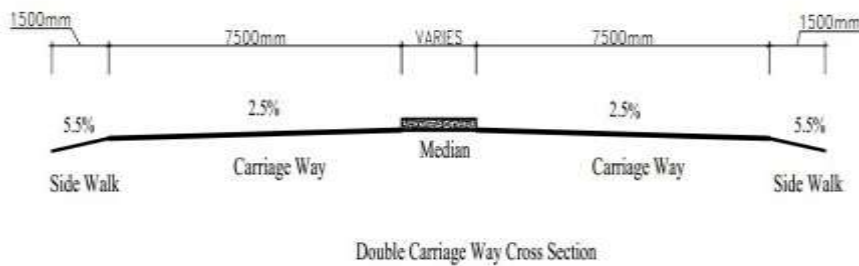 1500mm 7500mm VARIES 7500mm 1500mm
5.5% 2.5% 2.5% 5.5%
Side Walk Carriage Way Median Carriage Way Side Walk
Double Carriage Way Cross Section